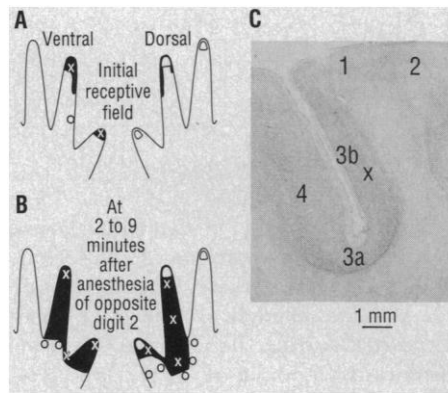 A
Ventral
Dorsal
x
Initial
receptive
field
x
B
At
2 to 9
minutes
after
anesthesia
of opposite
digit 2
x
x
x
x
x
x
x
C
1
2
3b
x
4
3a
1 mm